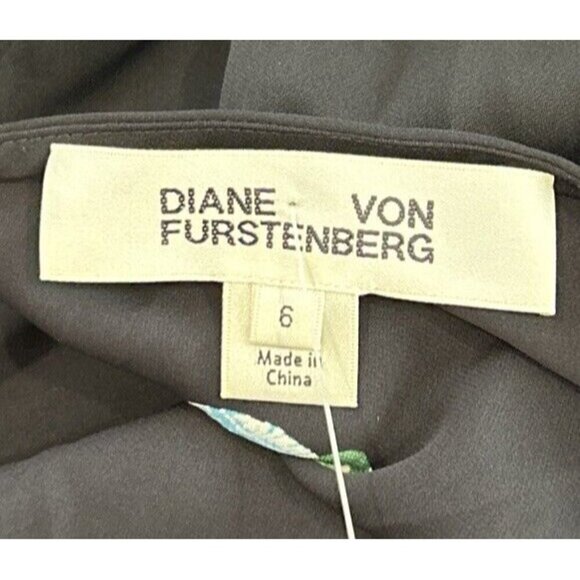 DIANE VON
FURSTENBERG
6
Made in
China